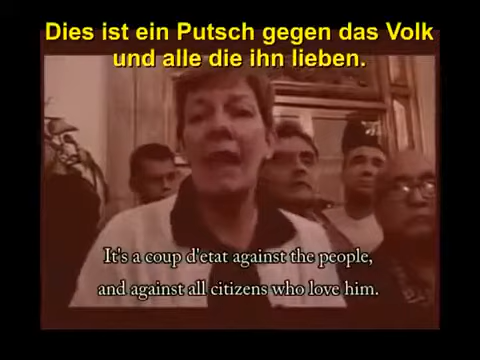 Dies ist ein Putsch gegen das Volk
und alle die ihn lieben.
It's a coup d'etat against the people,
and against all citizens who love him.